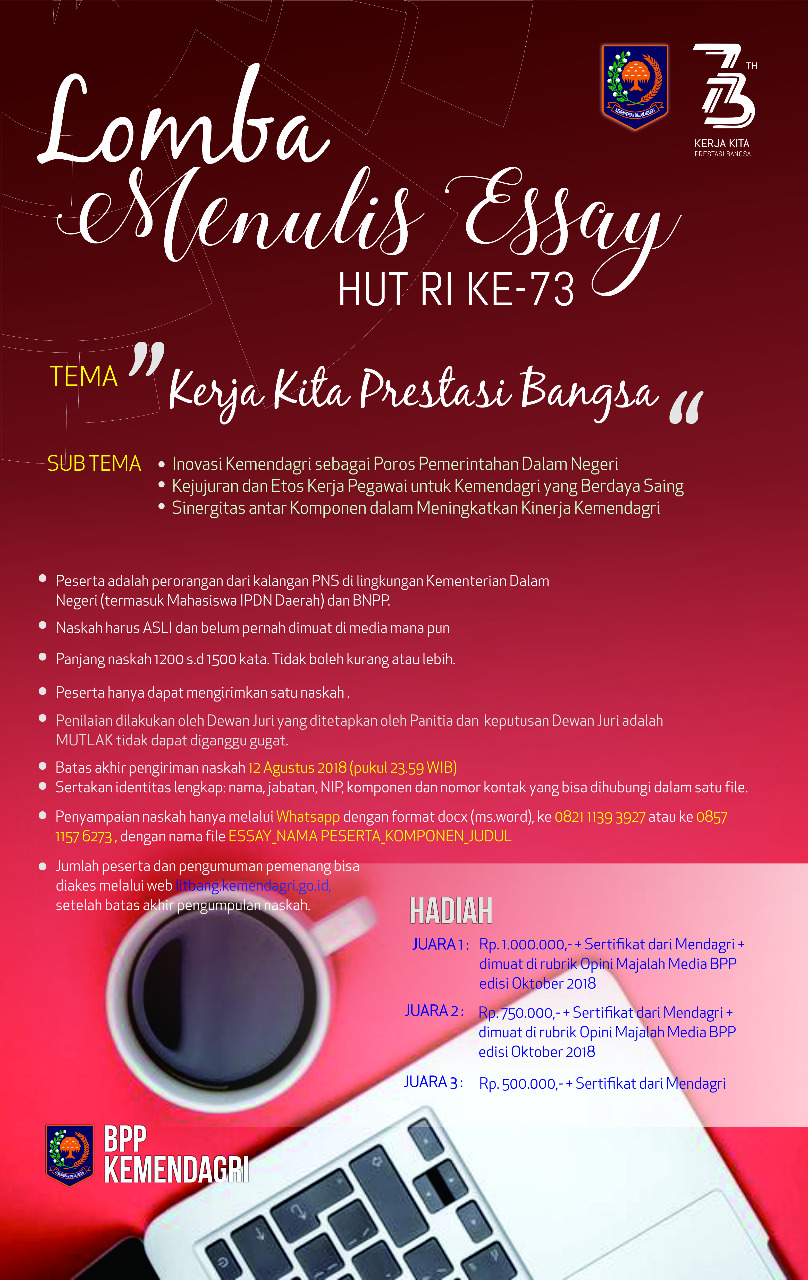 Lomba
Menulis Essay
HUT RI KE-73
73 TH
KERJA KITA
PRESTASI BANGSA
TEMA " Kerja Kita Prestasi Bangsa "
SUB TEMA
• Inovasi Kemendagri sebagai Poros Pemerintahan Dalam Negeri
• Kejujuran dan Etos Kerja Pegawai untuk Kemendagri yang Berdaya Saing
• Sinergitas antar Komponen dalam Meningkatkan Kinerja Kemendagri
• Peserta adalah perorangan dari kalangan PNS di lingkungan Kementerian Dalam
Negeri (termasuk Mahasiswa IPDN Daerah) dan BNPP.
• Naskah harus ASLI dan belum pernah dimuat di media mana pun
• Panjang naskah 1200 s.d 1500 kata. Tidak boleh kurang atau lebih.
• Peserta hanya dapat mengirimkan satu naskah .
• Penilaian dilakukan oleh Dewan Juri yang ditetapkan oleh Panitia dan keputusan Dewan Juri adalah
MUTLAK tidak dapat diganggu gugat.
• Batas akhir pengiriman naskah 12 Agustus 2018 (pukul 23.59 WIB)
• Sertakan identitas lengkap: nama, jabatan, NIP, komponen dan nomor kontak yang bisa dihubungi dalam satu file.
• Penyampaian naskah hanya melalui Whatsapp dengan format docx (ms.word), ke 0821 1139 3927 atau ke 0857
1157 6273 , dengan nama file ESSAY_NAMA PESERTA_KOMPONEN_JUDUL
• Jumlah peserta dan pengumuman pemenang bisa
diakes melalui web litbang.kemendagri.go.id,
setelah batas akhir pengumpulan naskah.
HADIAH
JUARA 1 : Rp. 1.000.000,- + Sertifikat dari Mendagri +
dimuat di rubrik Opini Majalah Media BPP
edisi Oktober 2018
JUARA 2 : Rp. 750.000,- + Sertifikat dari Mendagri +
dimuat di rubrik Opini Majalah Media BPP
edisi Oktober 2018
JUARA 3 : Rp. 500.000,- + Sertifikat dari Mendagri
BPP
KEMENDAGRI